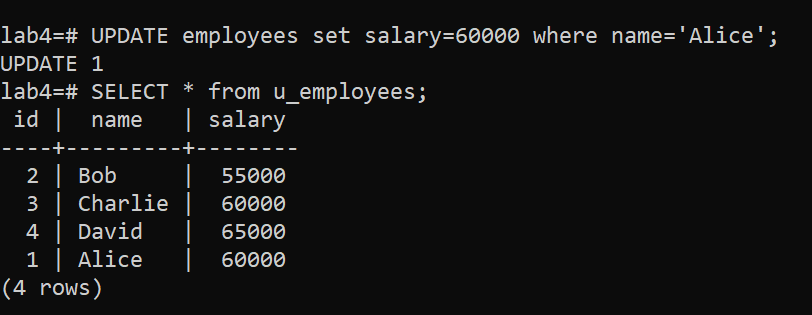 lab4=# UPDATE employees set salary=60000 where name='Alice';
UPDATE 1
lab4=# SELECT * from u_employees;
 id |  name   | salary
----+---------+--------
  2 | Bob     |  55000
  3 | Charlie |  60000
  4 | David   |  65000
  1 | Alice   |  60000
(4 rows)